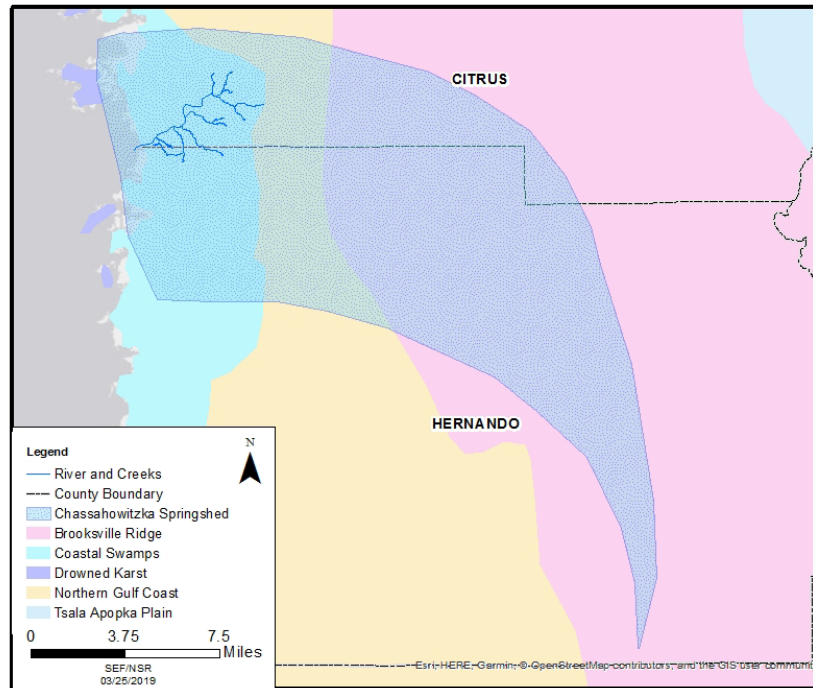 CITRUS
HERNANDO
Legend
N
River and Creeks
County Boundary
Chassahowitzka Springshed
Brooksville Ridge
Coastal Swamps
Drowned Karst
Northern Gulf Coast
Tsala Apopka Plain
0 3.75 7.5
Miles
SEF/NSR
03/25/2019
Esri, HERE, Garmin, © OpenStreetMap contributors, and the GIS user communi